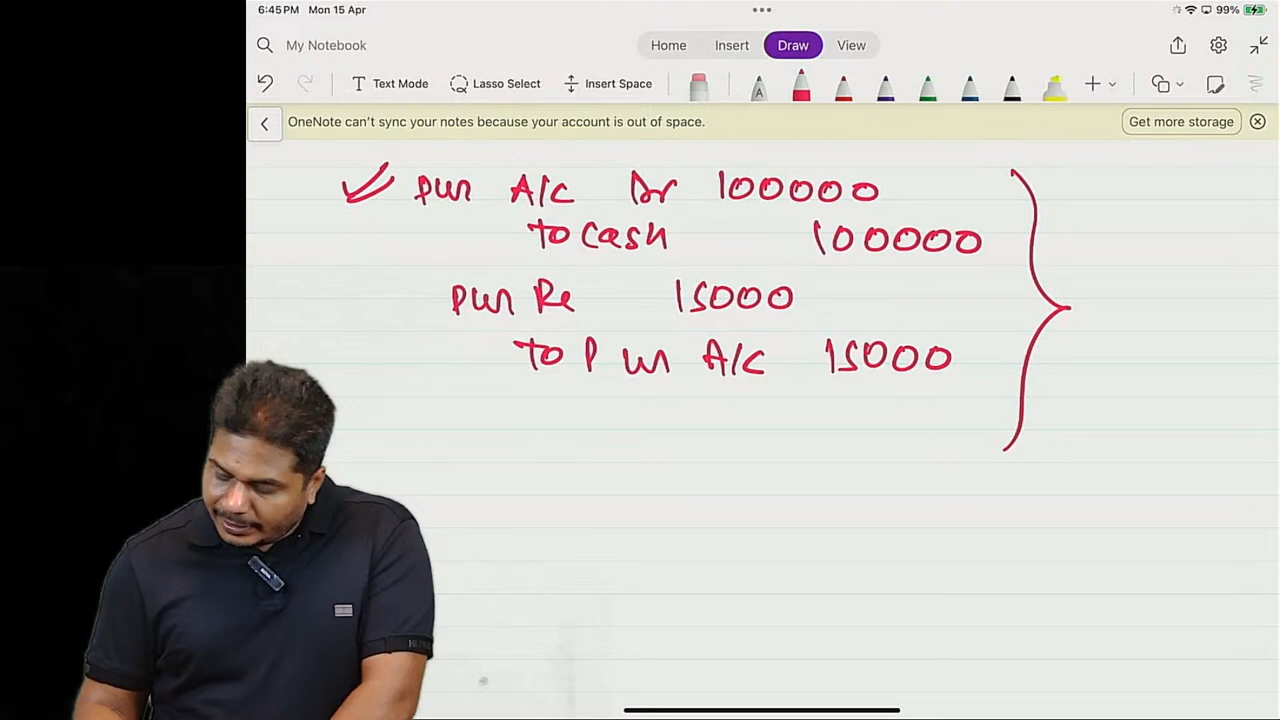 6:45 PM Mon 15 Apr
99%
My Notebook
Home Insert Draw View
Text Mode Lasso Select Insert Space
OneNote can't sync your notes because your account is out of space.
Get more storage
pur A/C Dr 100000
to cash 100000
pur Re 15000
to Pur A/C 15000